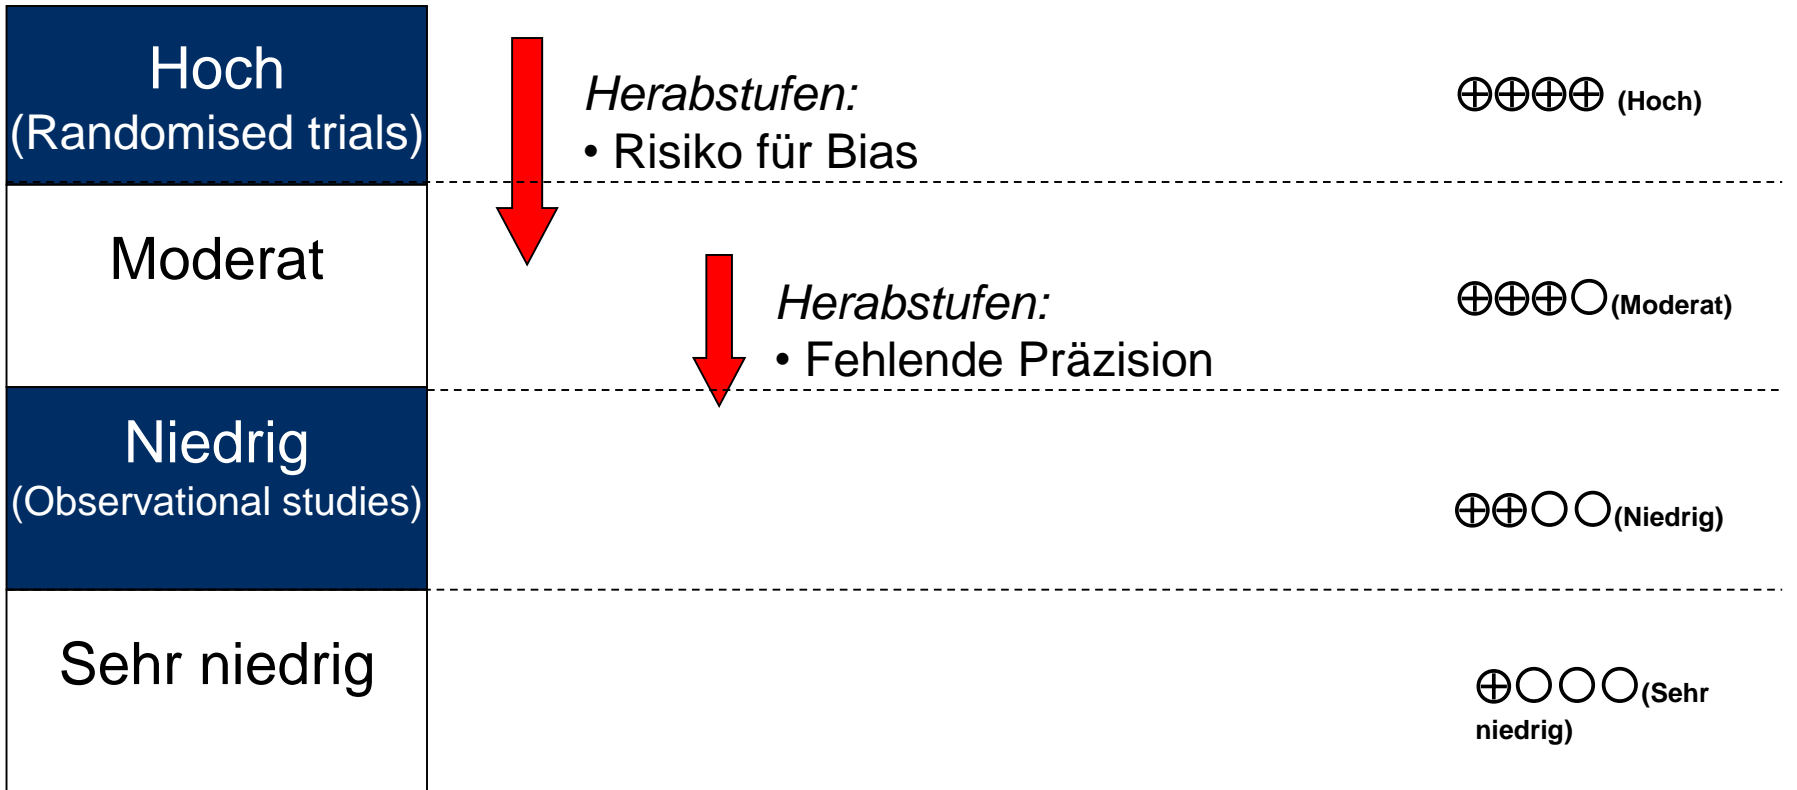 Hoch
(Randomised trials)
Herabstufen:
• Risiko für Bias
⊕⊕⊕⊕ (Hoch)
Moderat
Herabstufen:
• Fehlende Präzision
⊕⊕⊕○(Moderat)
Niedrig
(Observational studies)
⊕⊕○○(Niedrig)
Sehr niedrig
⊕○○○(Sehr
niedrig)